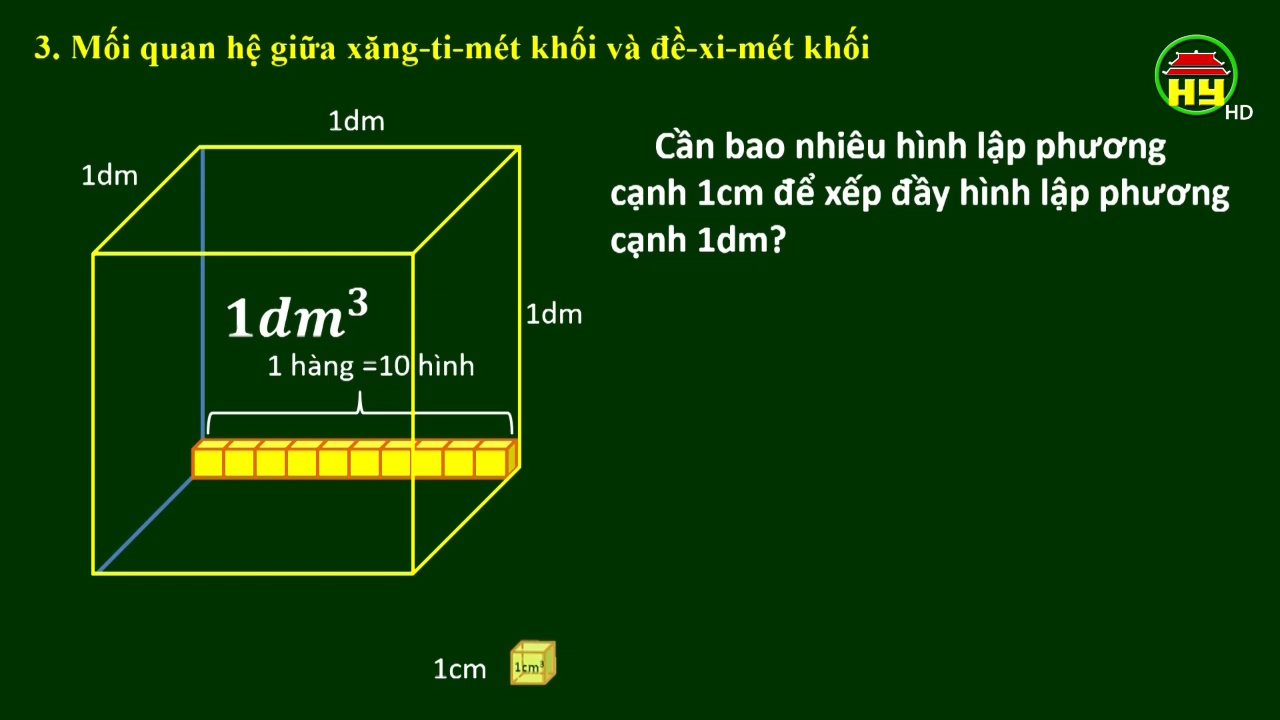 3. Mối quan hệ giữa xăng-ti-mét khối và đề-xi-mét khối
HY
HD
1dm
1dm
Cần bao nhiêu hình lập phương
cạnh 1cm để xếp đầy hình lập phương
cạnh 1dm?
1dm³
1dm
1 hàng =10 hình
1cm
1cm³